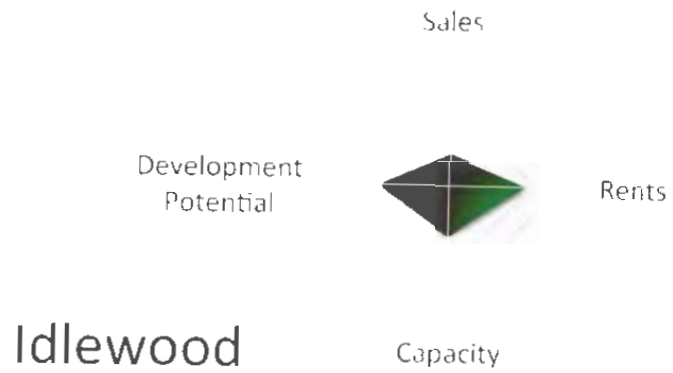 Sales
Development
Potential
Rents
Idlewood
Capacity